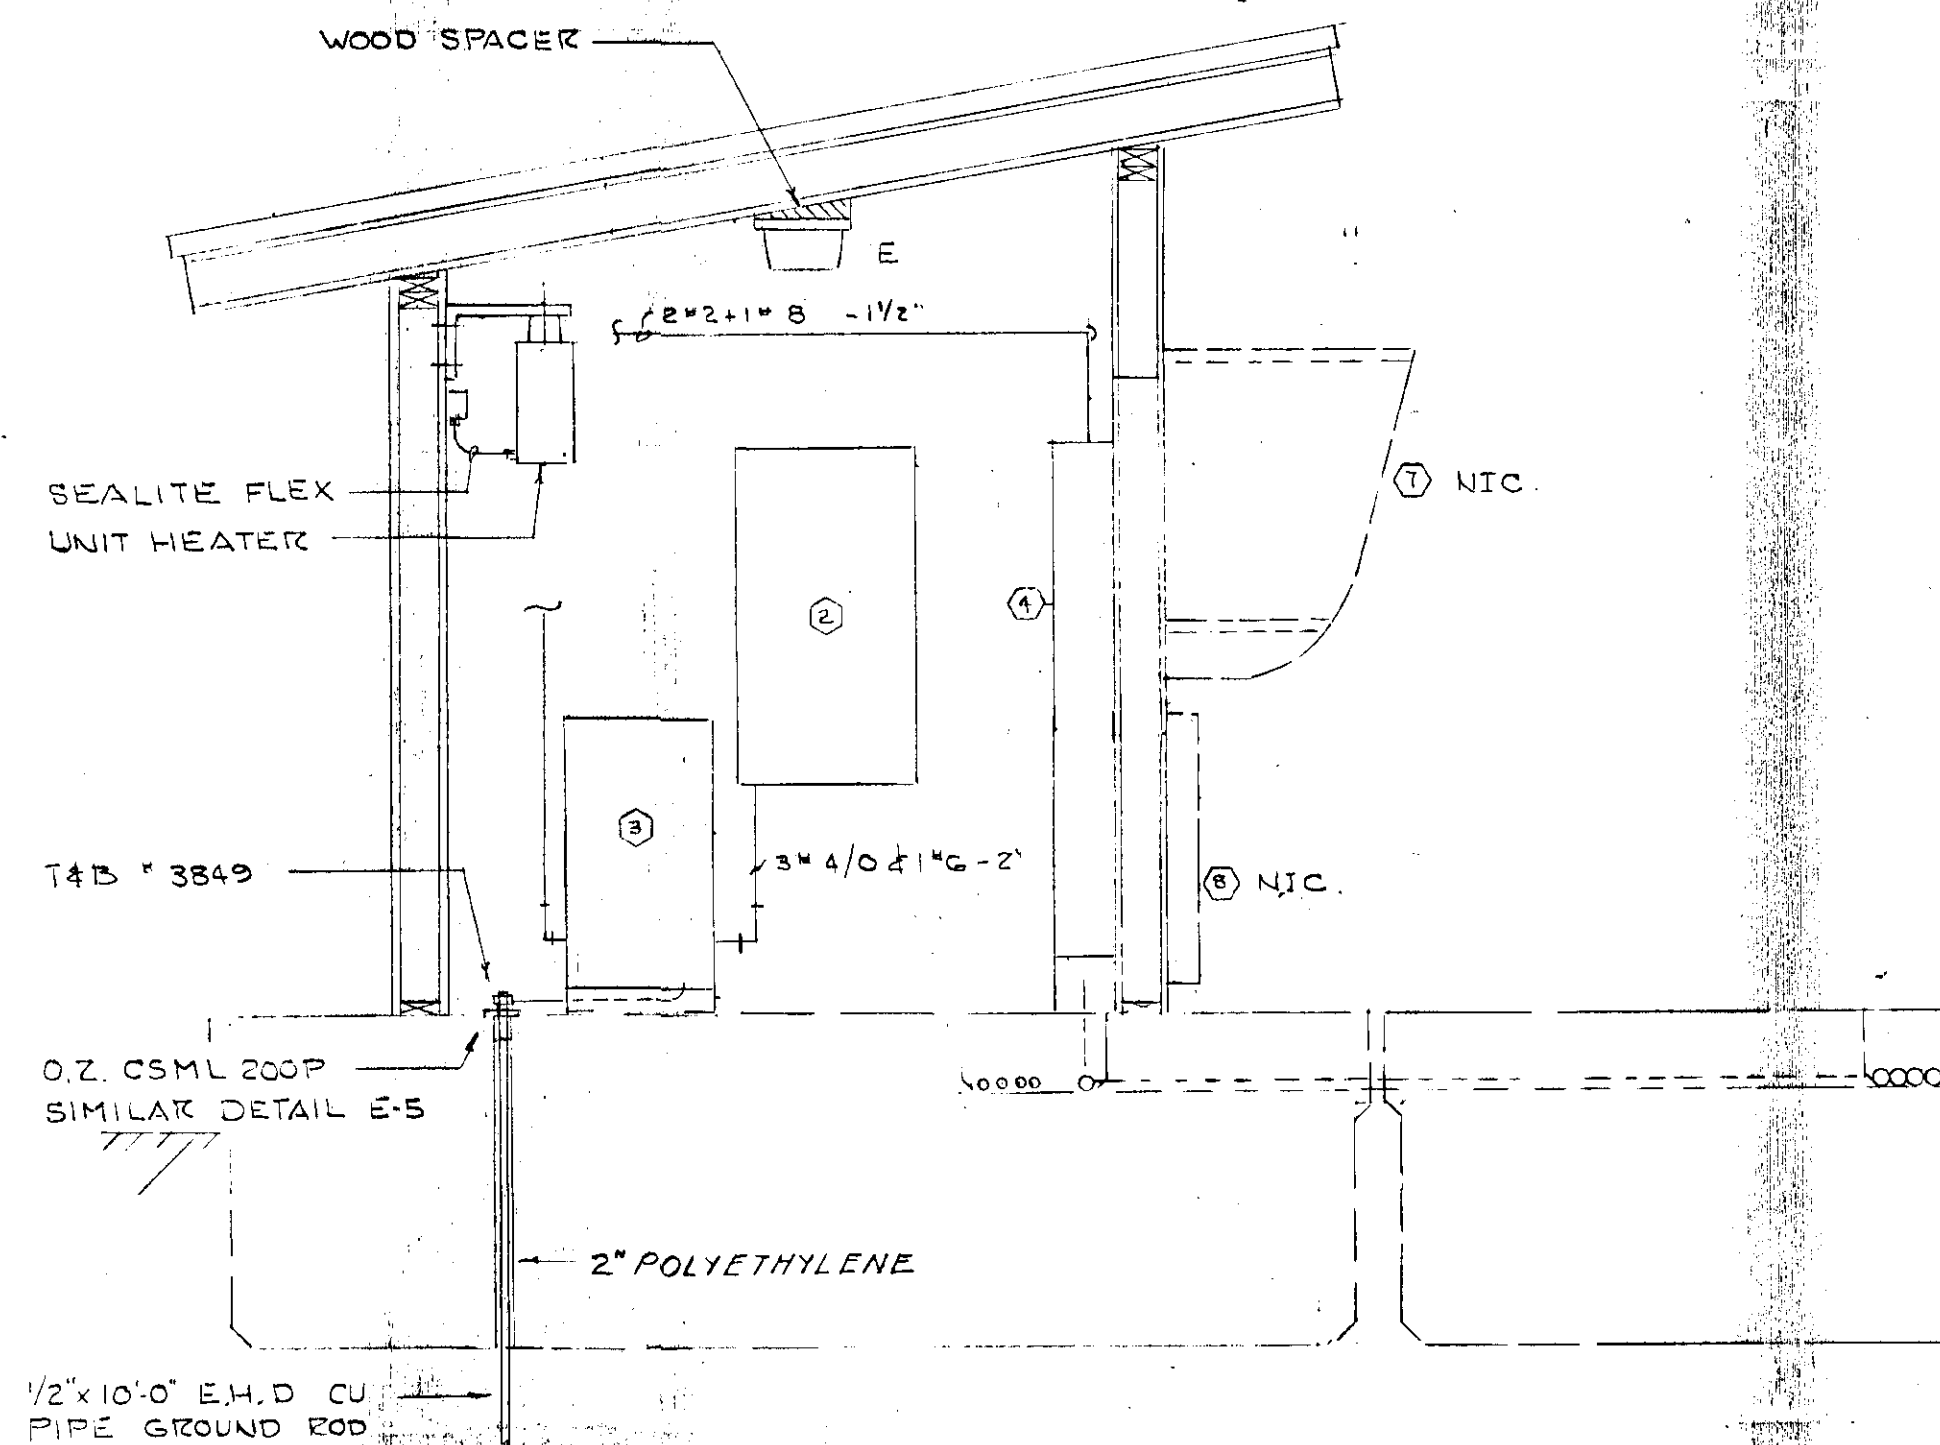 WOOD SPACER
E
2#2+1#8 -1½"
SEALITE FLEX
UNIT HEATER
7 NIC.
2
4
3
T&B # 3849
3# 4/0 & 1#6 - 2"
8 NIC.
O.Z. CSML 200P
SIMILAR DETAIL E-5
2" POLYETHYLENE
1/2"x10'-0" E.H.D CU
PIPE GROUND ROD